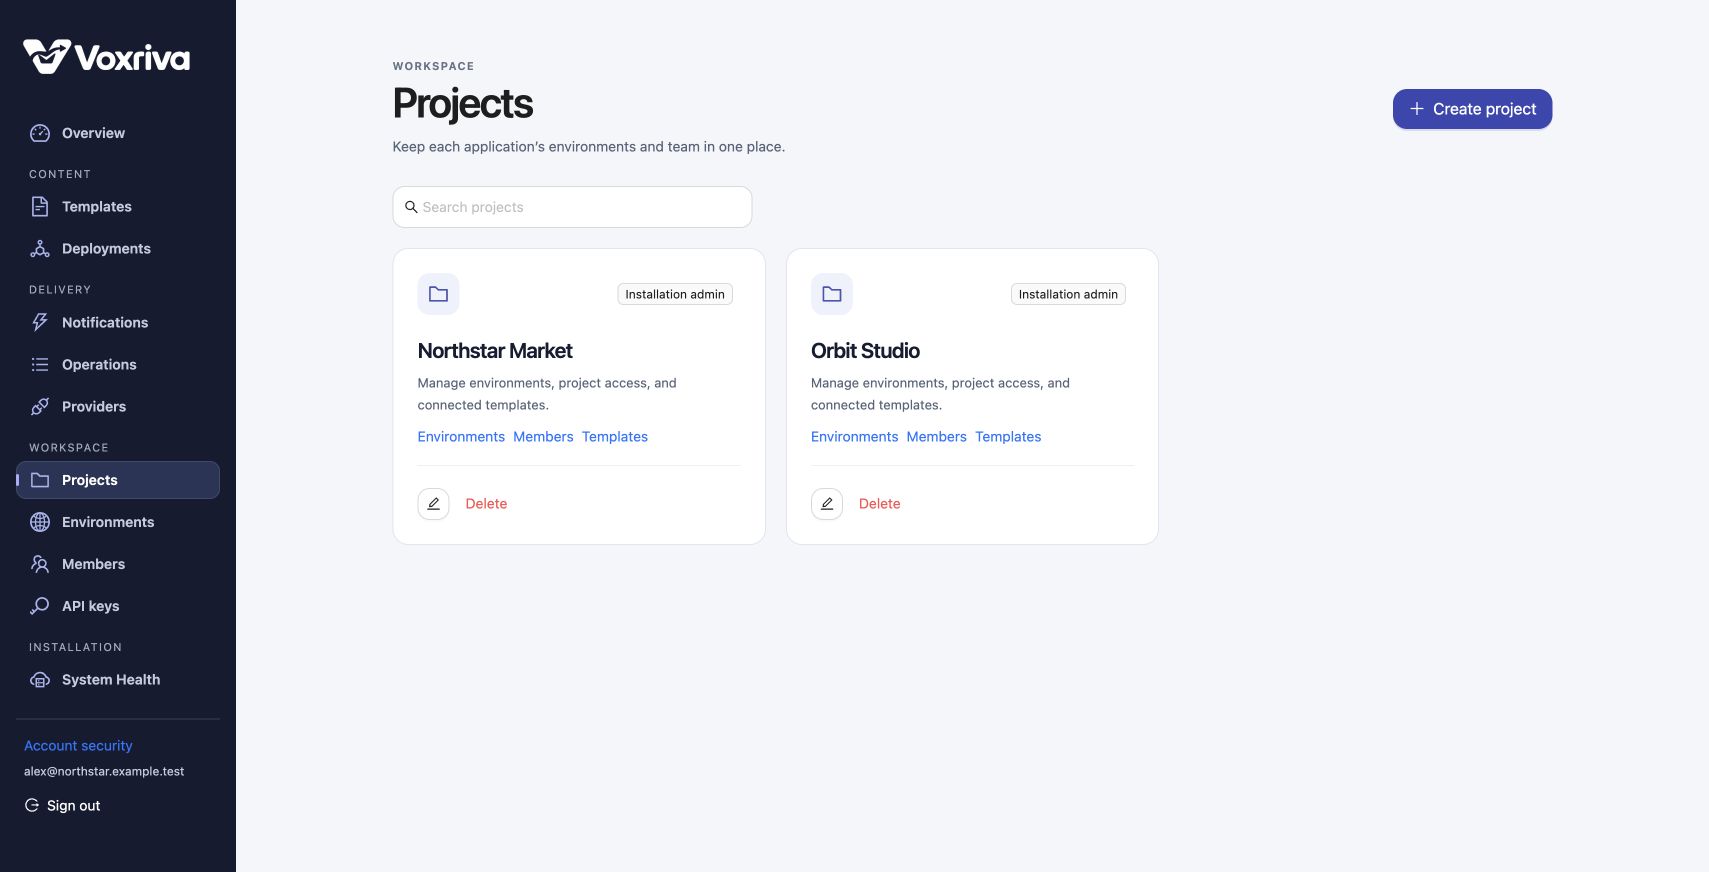 Voxriva
Overview
CONTENT
Templates
Deployments
DELIVERY
Notifications
Operations
Providers
WORKSPACE
Projects
Environments
Members
API keys
INSTALLATION
System Health
Account security
alex@northstar.example.test
Sign out
WORKSPACE
Projects
Keep each application’s environments and team in one place.
Create project
Search projects
Installation admin
Northstar Market
Manage environments, project access, and
connected templates.
Environments Members Templates
Delete
Installation admin
Orbit Studio
Manage environments, project access, and
connected templates.
Environments Members Templates
Delete